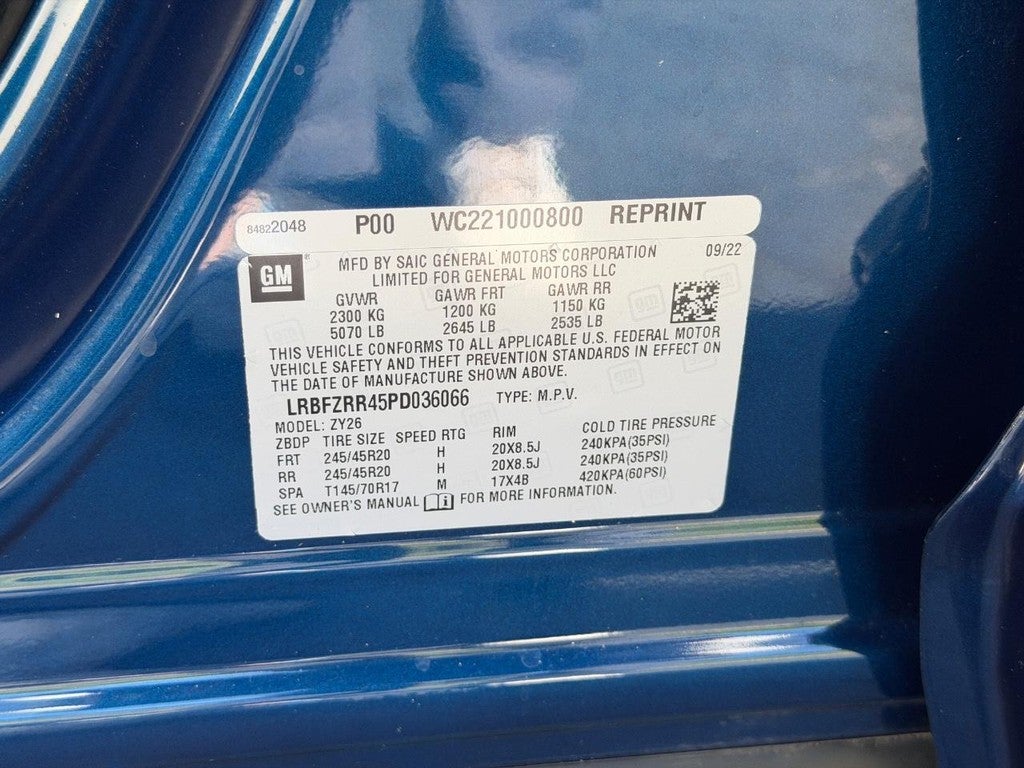 84822048 P00 WC221000800 REPRINT
GM ® MFD BY SAIC GENERAL MOTORS CORPORATION 09/22
LIMITED FOR GENERAL MOTORS LLC
GVWR GAWR FRT GAWR RR
2300 KG 1200 KG 1150 KG
5070 LB 2645 LB 2535 LB
THIS VEHICLE CONFORMS TO ALL APPLICABLE U.S. FEDERAL MOTOR
VEHICLE SAFETY AND THEFT PREVENTION STANDARDS IN EFFECT ON
THE DATE OF MANUFACTURE SHOWN ABOVE.
LRBFZRR45PD036066 TYPE: M.P.V.
MODEL: ZY26
ZBDP TIRE SIZE SPEED RTG RIM COLD TIRE PRESSURE
FRT 245/45R20 H 20X8.5J 240KPA(35PSI)
RR 245/45R20 H 20X8.5J 240KPA(35PSI)
SPA T145/70R17 M 17X4B 420KPA(60PSI)
SEE OWNER'S MANUAL FOR MORE INFORMATION.